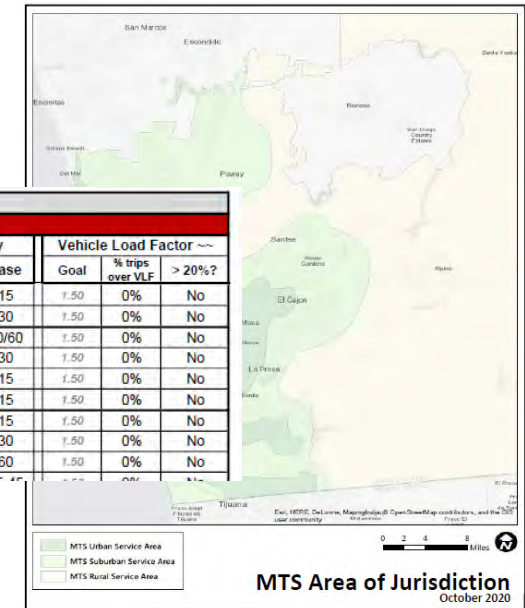 San Marcos
Escondido
Encinitas
Solana Beach
Del Mar
Ramona
San Diego
Country
Estates
Poway
Santee
Alpine
El Cajon
Mesa
La Presa
Vehicle Load Factor ~~
ase Goal % trips over VLF > 20%?
15 1.50 0% No
30 1.50 0% No
0/60 1.50 0% No
30 1.50 0% No
15 1.50 0% No
15 1.50 0% No
15 1.50 0% No
30 1.50 0% No
60 1.50 0% No
Tijuana
Esri, HERE, DeLorme, MapmyIndia, © OpenStreetMap contributors, and the GIS
user community
0 2 4 8
Miles
MTS Urban Service Area
MTS Suburban Service Area
MTS Rural Service Area
MTS Area of Jurisdiction
October 2020